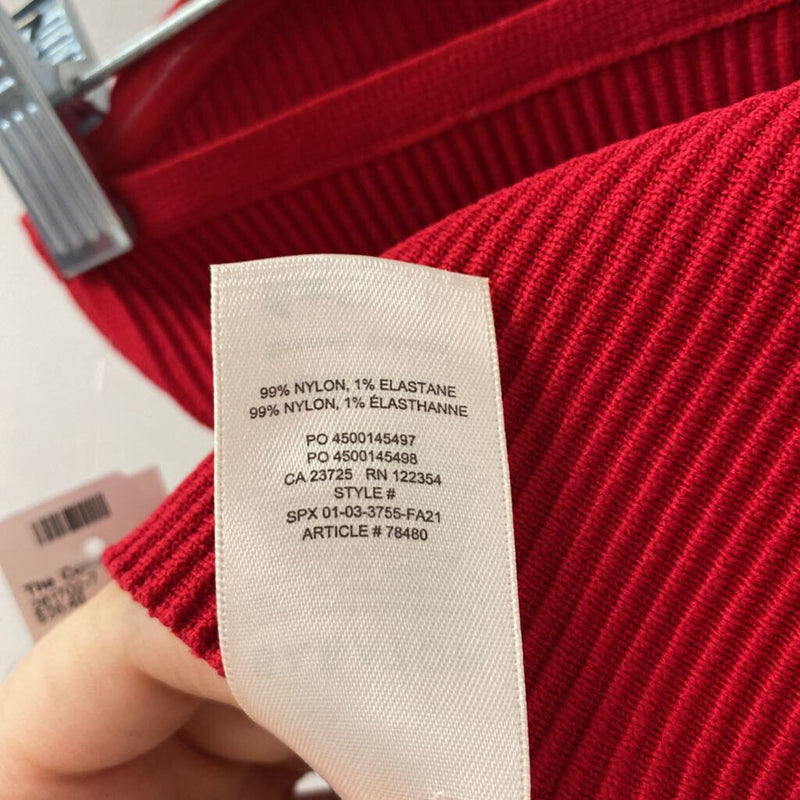 99% NYLON, 1% ELASTANE
99% NYLON, 1% ÉLASTHANNE
PO 4500145497
PO 4500145498
CA 23725 RN 122354
STYLE #
SPX 01-03-3755-FA21
ARTICLE # 78480
The